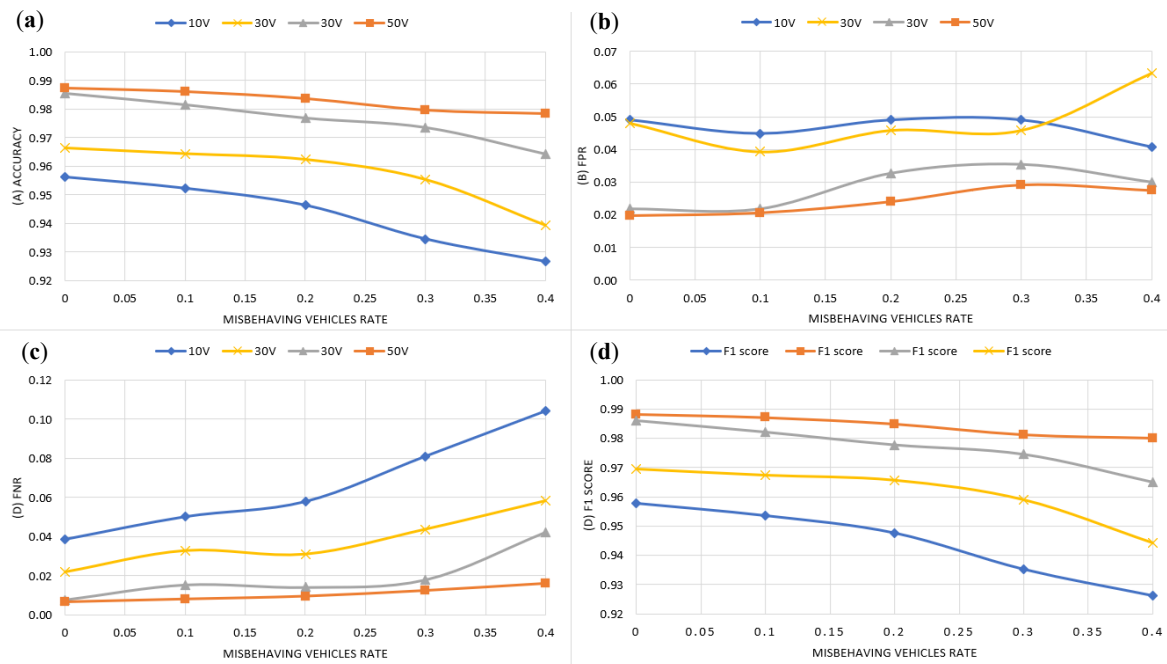 (a)
10V 30V 30V 50V
1.00
0.99
0.98
0.97
0.96
0.95
0.94
0.93
0.92
(A) ACCURACY
0 0.05 0.1 0.15 0.2 0.25 0.3 0.35 0.4
MISBEHAVING VEHICLES RATE
(b)
10V 30V 30V 50V
0.07
0.06
0.05
0.04
0.03
0.02
0.01
0.00
(B) FPR
0 0.05 0.1 0.15 0.2 0.25 0.3 0.35 0.4
MISBEHAVING VEHICLES RATE
(c)
10V 30V 30V 50V
0.12
0.10
0.08
0.06
0.04
0.02
0.00
(D) FNR
0 0.05 0.1 0.15 0.2 0.25 0.3 0.35 0.4
MISBEHAVING VEHICLES RATE
(d)
F1 score F1 score F1 score F1 score
1.00
0.99
0.98
0.97
0.96
0.95
0.94
0.93
0.92
(D) F1 SCORE
0 0.05 0.1 0.15 0.2 0.25 0.3 0.35 0.4
MISBEHAVING VEHICLES RATE